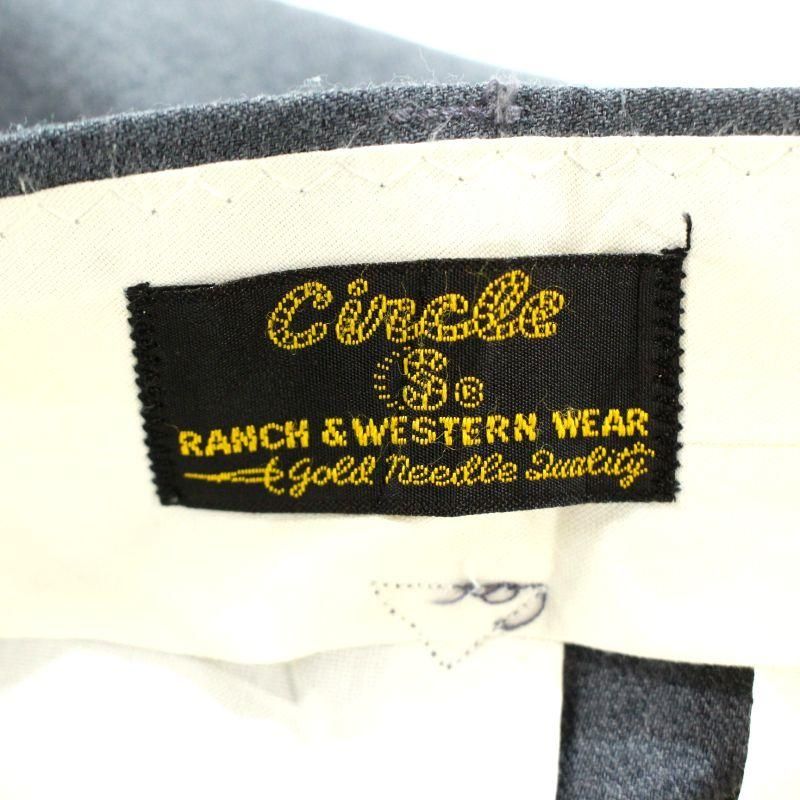 Circle
S®
RANCH & WESTERN WEAR
Gold Needle Quality